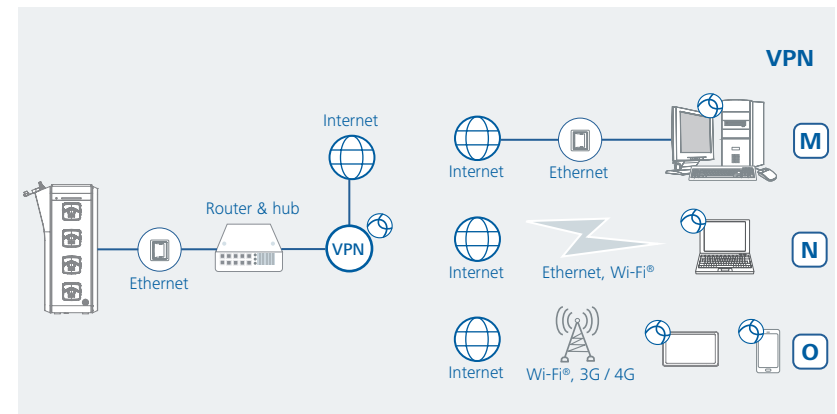 VPN
Internet
Router & hub
Ethernet
VPN
Internet
Ethernet
M
Internet
Ethernet, Wi-Fi®
N
Internet
Wi-Fi®, 3G / 4G
O